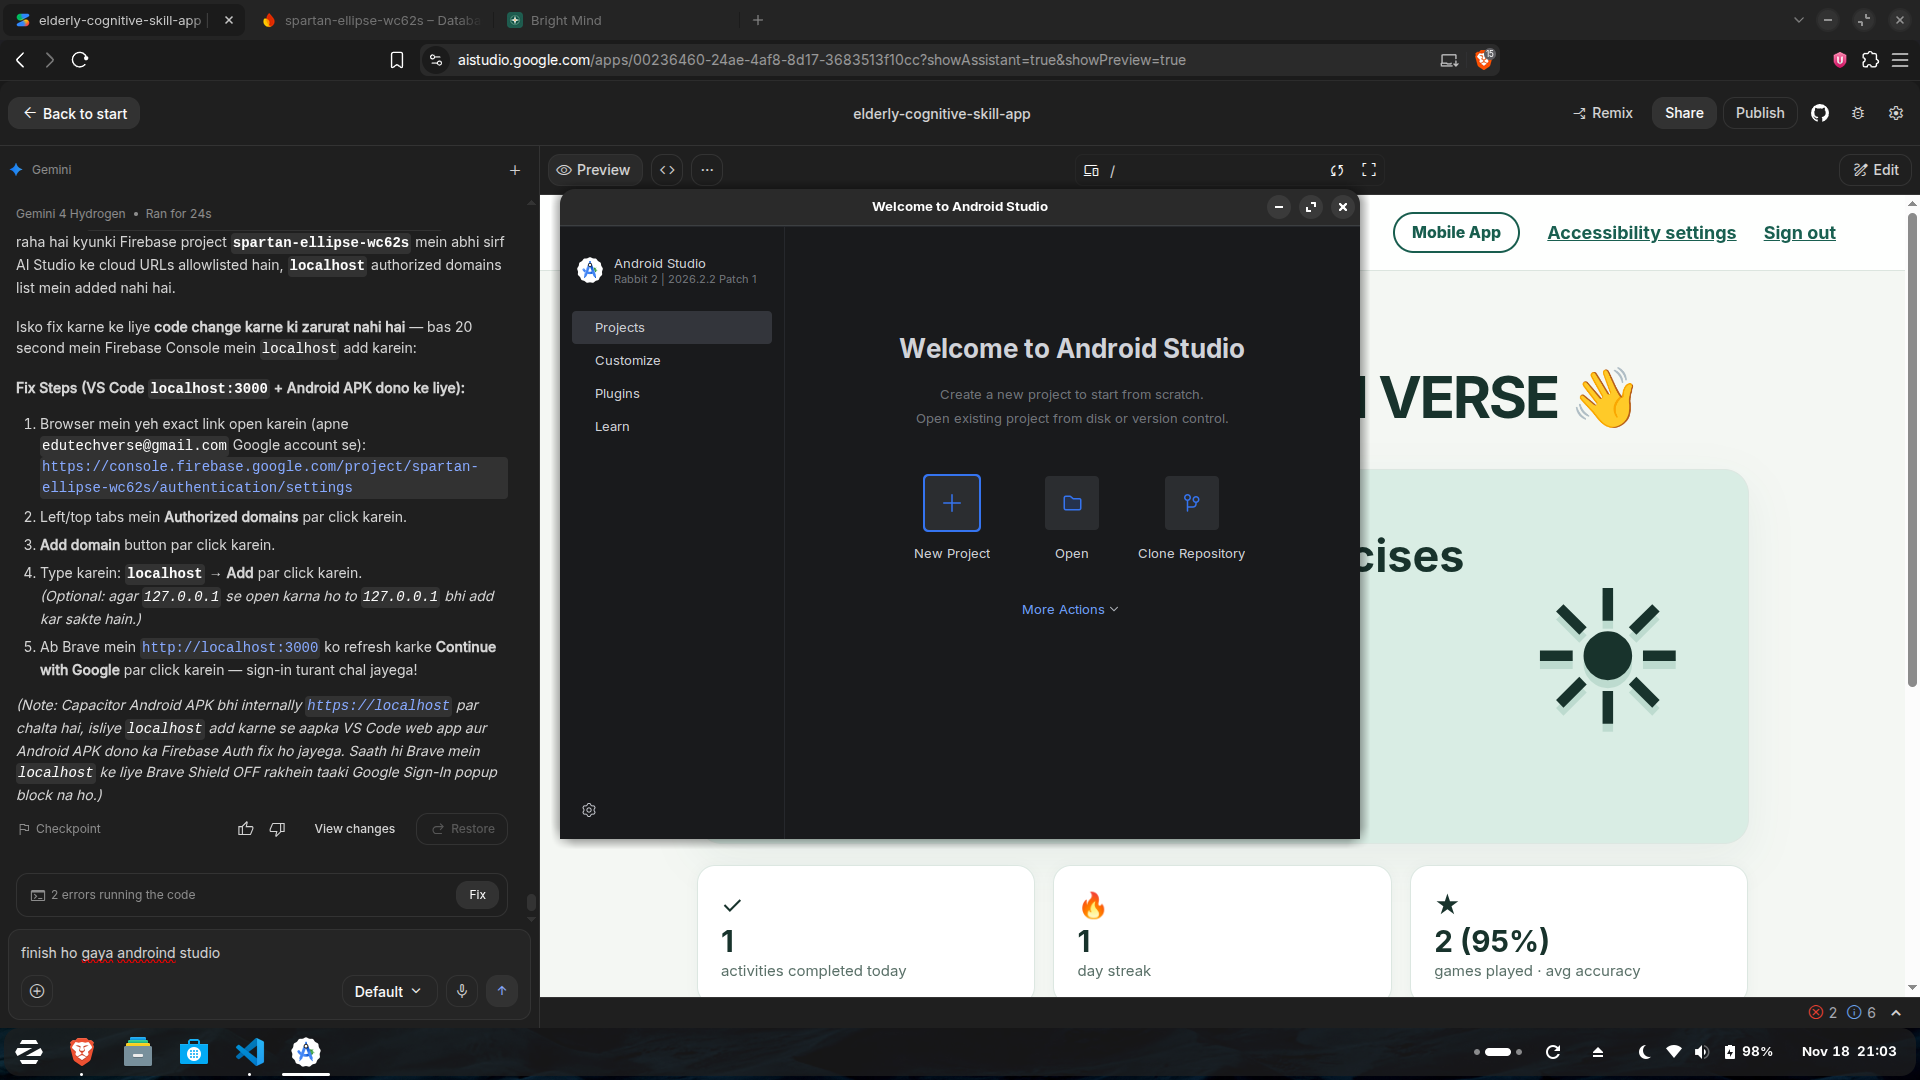 elderly-cognitive-skill-app
spartan-ellipse-wc62s – Databa
Bright Mind
aistudio.google.com/apps/00236460-24ae-4af8-8d17-3683513f10cc?showAssistant=true&showPreview=true
15
Back to start
elderly-cognitive-skill-app
Remix
Share
Publish
Gemini
Preview
/
Edit
Gemini 4 Hydrogen • Ran for 24s
raha hai kyunki Firebase project spartan-ellipse-wc62s mein abhi sirf
AI Studio ke cloud URLs allowlisted hain, localhost authorized domains
list mein added nahi hai.
Isko fix karne ke liye code change karne ki zarurat nahi hai — bas 20
second mein Firebase Console mein localhost add karein:
Fix Steps (VS Code localhost:3000 + Android APK dono ke liye):
1. Browser mein yeh exact link open karein (apne
edutechverse@gmail.com Google account se):
https://console.firebase.google.com/project/spartan-
ellipse-wc62s/authentication/settings
2. Left/top tabs mein Authorized domains par click karein.
3. Add domain button par click karein.
4. Type karein: localhost → Add par click karein.
(Optional: agar 127.0.0.1 se open karna ho to 127.0.0.1 bhi add
kar sakte hain.)
5. Ab Brave mein http://localhost:3000 ko refresh karke Continue
with Google par click karein — sign-in turant chal jayega!
(Note: Capacitor Android APK bhi internally https://localhost par
chalta hai, isliye localhost add karne se aapka VS Code web app aur
Android APK dono ka Firebase Auth fix ho jayega. Saath hi Brave mein
localhost ke liye Brave Shield OFF rakhein taaki Google Sign-In popup
block na ho.)
Checkpoint
View changes
Restore
2 errors running the code
Fix
finish ho gaya androind studio
Default
Welcome to Android Studio
Android Studio
Rabbit 2 | 2026.2.2 Patch 1
Projects
Customize
Plugins
Learn
Welcome to Android Studio
Create a new project to start from scratch.
Open existing project from disk or version control.
New Project
Open
Clone Repository
More Actions
Mobile App
Accessibility settings
Sign out
VERSE 👋
cises
1
activities completed today
1
day streak
2 (95%)
games played · avg accuracy
2
6
98%
Nov 18 21:03